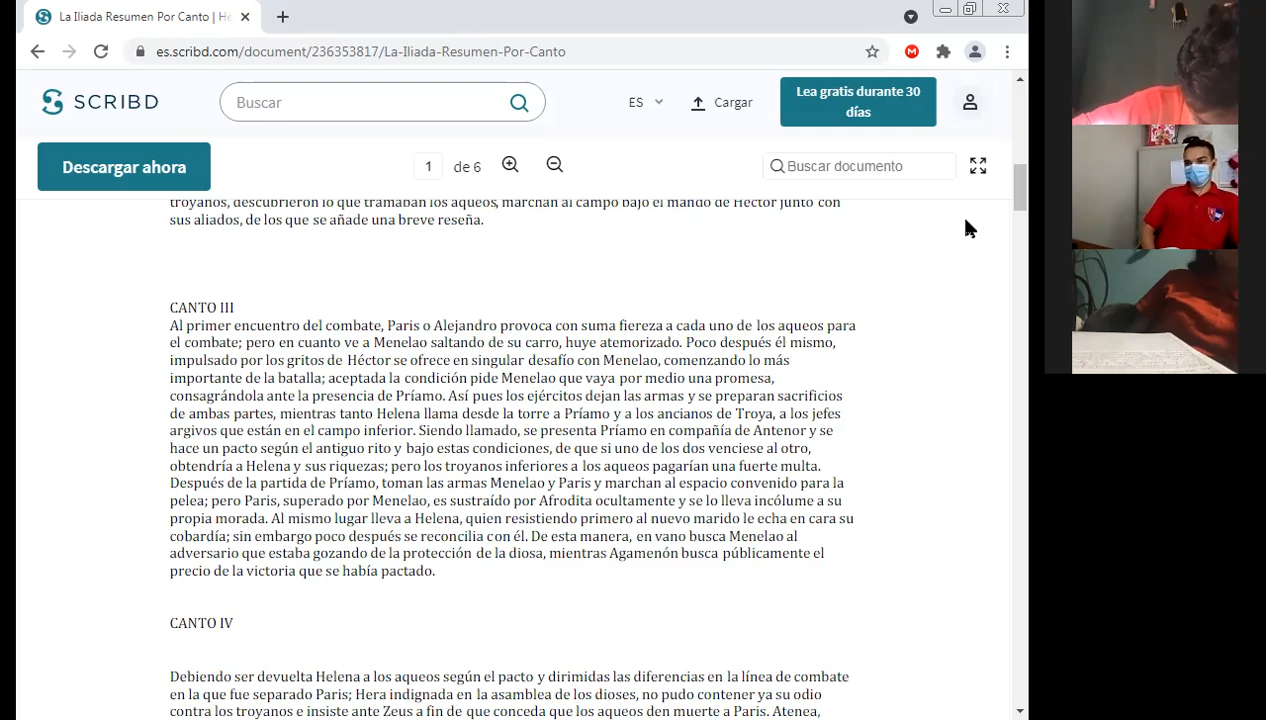 La Iliada Resumen Por Canto | He
es.scribd.com/document/236353817/La-Iliada-Resumen-Por-Canto
SCRIBD
Buscar
ES
Cargar
Lea gratis durante 30
días
Descargar ahora
1 de 6
Buscar documento
troyanos, descubrieron lo que tramaban los aqueos, marchan al campo bajo el mando de Héctor junto con
sus aliados, de los que se añade una breve reseña.
CANTO III
Al primer encuentro del combate, Paris o Alejandro provoca con suma fiereza a cada uno de los aqueos para
el combate; pero en cuanto ve a Menelao saltando de su carro, huye atemorizado. Poco después él mismo,
impulsado por los gritos de Héctor se ofrece en singular desafío con Menelao, comenzando lo más
importante de la batalla; aceptada la condición pide Menelao que vaya por medio una promesa,
consagrándola ante la presencia de Príamo. Así pues los ejércitos dejan las armas y se preparan sacrificios
de ambas partes, mientras tanto Helena llama desde la torre a Príamo y a los ancianos de Troya, a los jefes
argivos que están en el campo inferior. Siendo llamado, se presenta Príamo en compañía de Antenor y se
hace un pacto según el antiguo rito y bajo estas condiciones, de que si uno de los dos venciese al otro,
obtendría a Helena y sus riquezas; pero los troyanos inferiores a los aqueos pagarían una fuerte multa.
Después de la partida de Príamo, toman las armas Menelao y Paris y marchan al espacio convenido para la
pelea; pero Paris, superado por Menelao, es sustraído por Afrodita ocultamente y se lo lleva incólume a su
propia morada. Al mismo lugar lleva a Helena, quien resistiendo primero al nuevo marido le echa en cara su
cobardía; sin embargo poco después se reconcilia con él. De esta manera, en vano busca Menelao al
adversario que estaba gozando de la protección de la diosa, mientras Agamenón busca públicamente el
precio de la victoria que se había pactado.
CANTO IV
Debiendo ser devuelta Helena a los aqueos según el pacto y dirimidas las diferencias en la línea de combate
en la que fue separado Paris; Hera indignada en la asamblea de los dioses, no pudo contener ya su odio
contra los troyanos e insiste ante Zeus a fin de que conceda que los aqueos den muerte a Paris. Atenea,